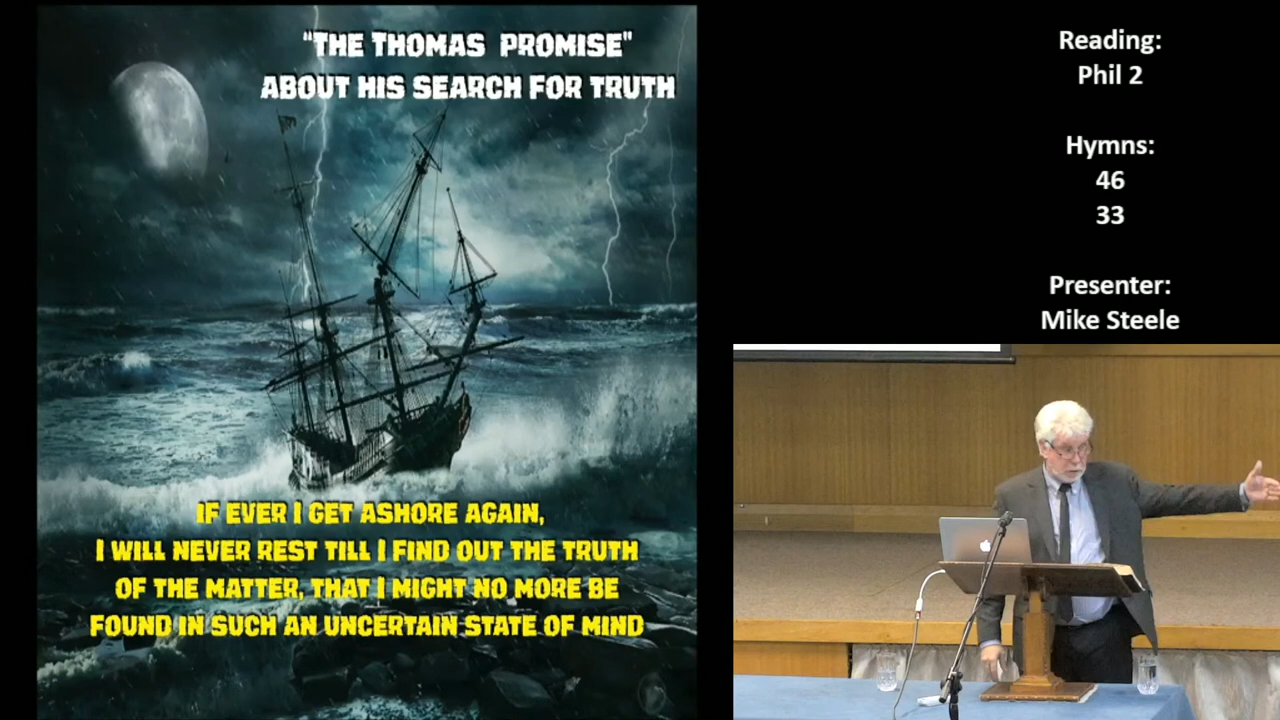 "THE THOMAS PROMISE"
ABOUT HIS SEARCH FOR TRUTH
IF EVER I GET ASHORE AGAIN,
I WILL NEVER REST TILL I FIND OUT THE TRUTH
OF THE MATTER, THAT I MIGHT NO MORE BE
FOUND IN SUCH AN UNCERTAIN STATE OF MIND
Reading:
Phil 2
Hymns:
46
33
Presenter:
Mike Steele